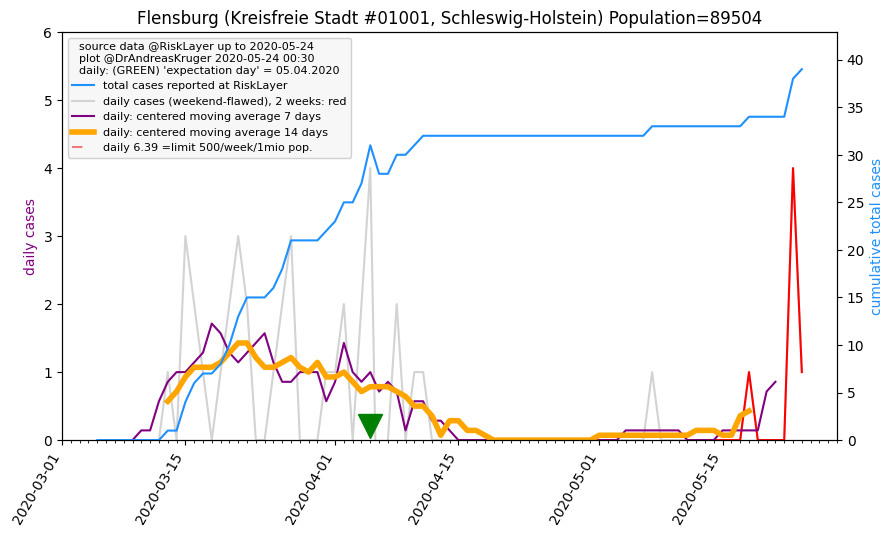 Flensburg (Kreisfreie Stadt #01001, Schleswig-Holstein) Population=89504
source data @RiskLayer up to 2020-05-24
plot @DrAndreasKruger 2020-05-24 00:30
daily: (GREEN) 'expectation day' = 05.04.2020
total cases reported at RiskLayer
daily cases (weekend-flawed), 2 weeks: red
daily: centered moving average 7 days
daily: centered moving average 14 days
daily 6.39 =limit 500/week/1mio pop.
daily cases
6
5
4
3
2
1
0
cumulative total cases
40
35
30
25
20
15
10
5
0
2020-03-01
2020-03-15
2020-04-01
2020-04-15
2020-05-01
2020-05-15